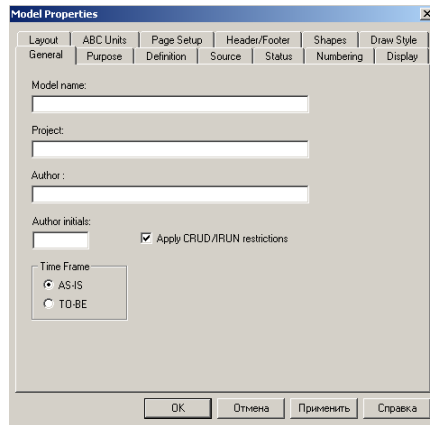 Model Properties
Layout ABC Units Page Setup Header/Footer Shapes Draw Style
General Purpose Definition Source Status Numbering Display
Model name:
Project:
Author :
Author initials:
Apply CRUD/IRUN restrictions
Time Frame
AS-IS
TO-BE
OK Отмена Применить Справка